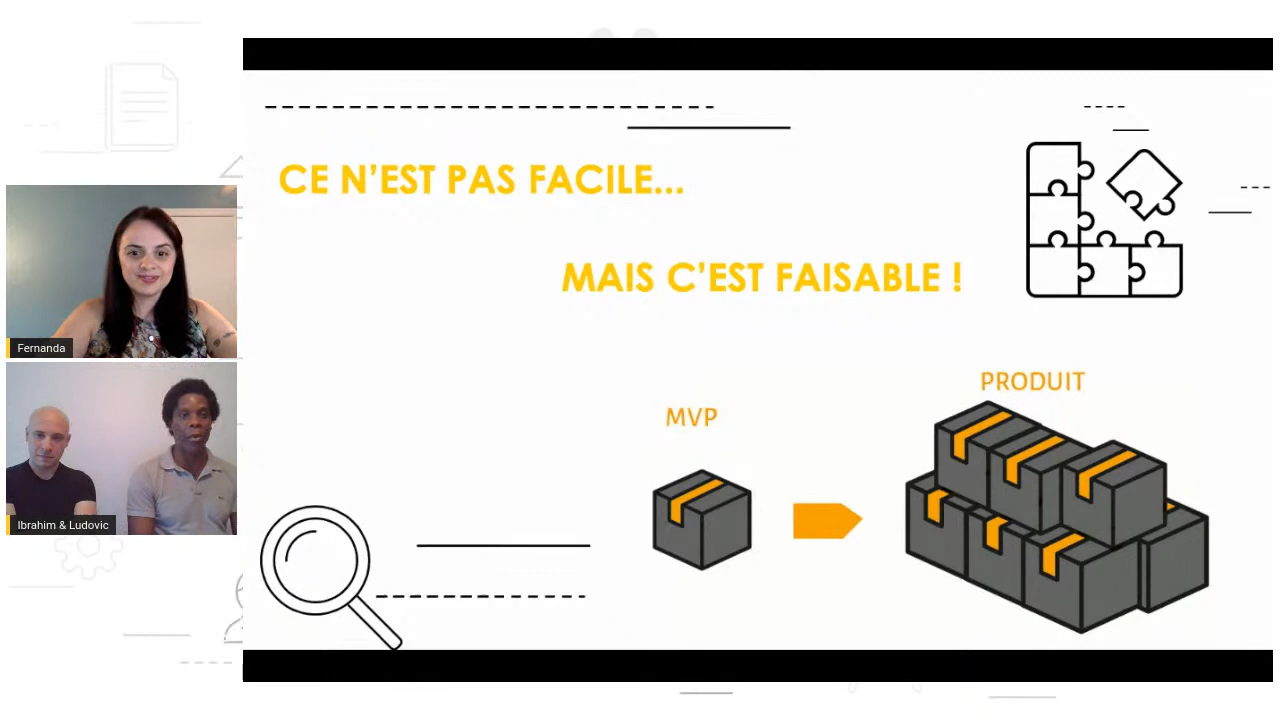 CE N'EST PAS FACILE...
MAIS C'EST FAISABLE !
PRODUIT
MVP
Fernanda
Ibrahim & Ludovic